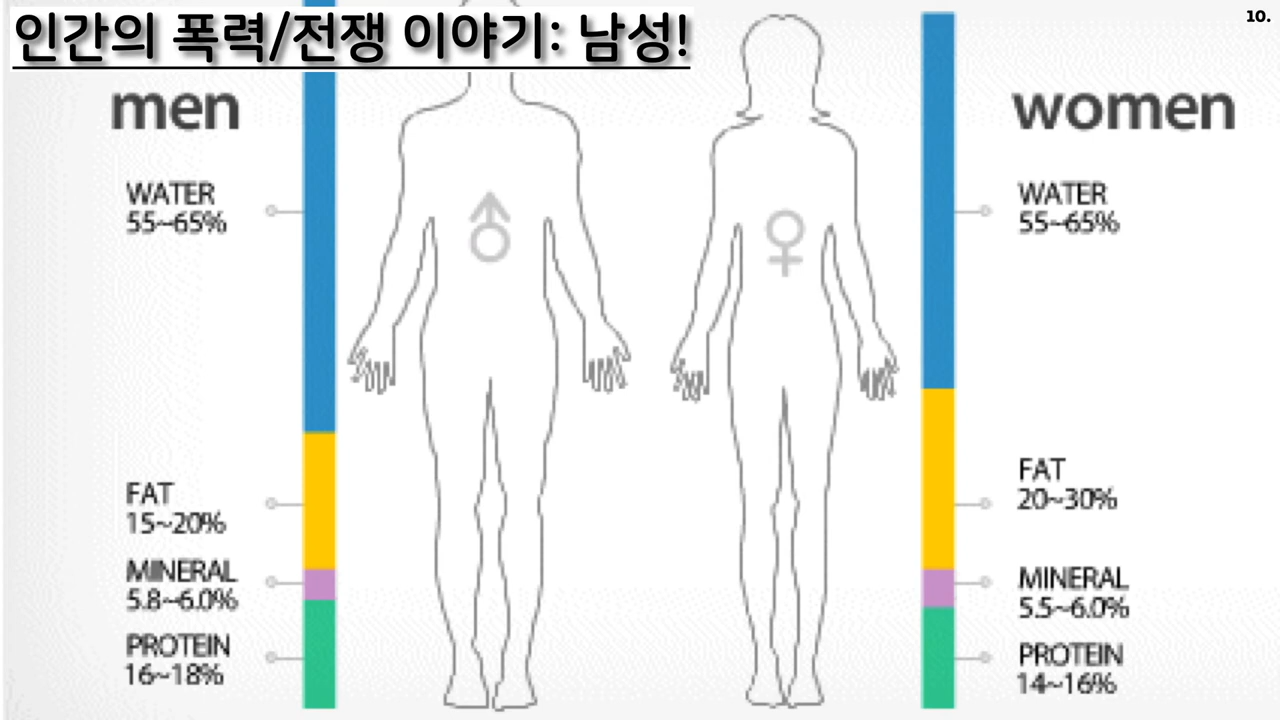 인간의 폭력/전쟁 이야기: 남성!
10.
men
WATER
55~65%
FAT
15~20%
MINERAL
5.8~6.0%
PROTEIN
16~18%
women
WATER
55~65%
FAT
20~30%
MINERAL
5.5~6.0%
PROTEIN
14~16%